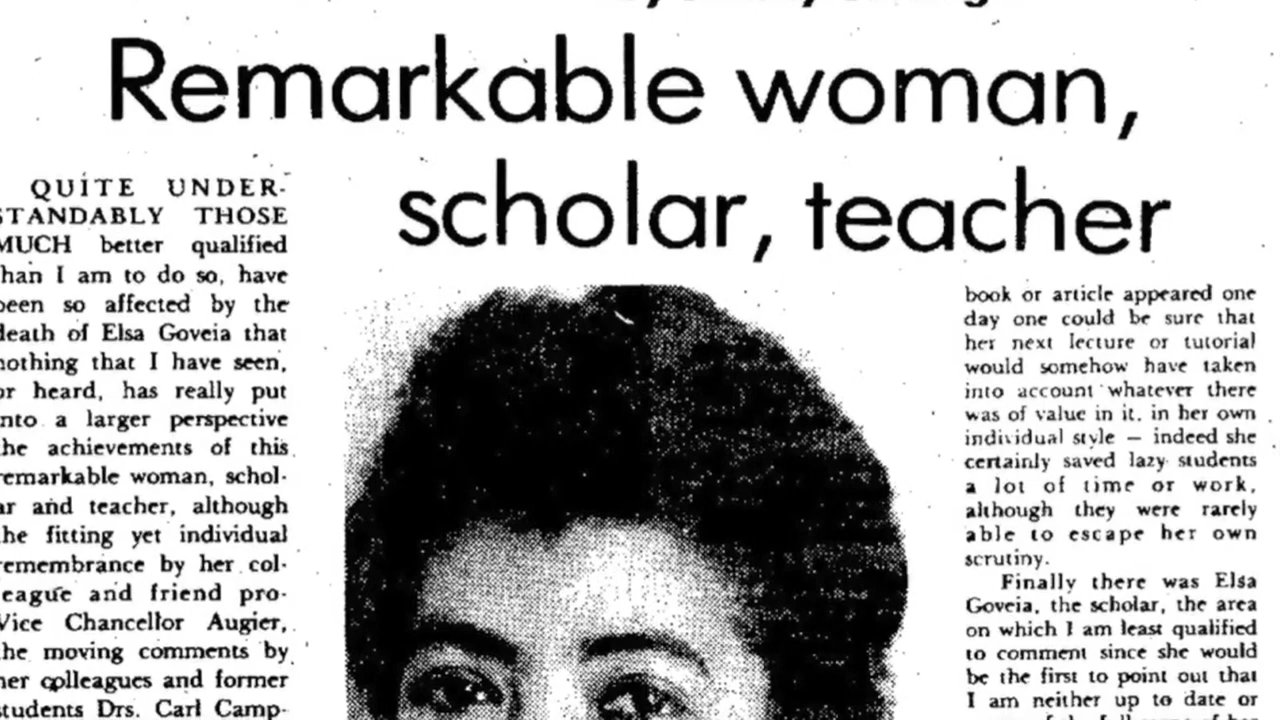 Remarkable woman,
scholar, teacher
QUITE UNDER-
STANDABLY THOSE
MUCH better qualified
than I am to do so, have
been so affected by the
death of Elsa Goveia that
nothing that I have seen,
or heard, has really put
into a larger perspective
the achievements of this
remarkable woman, schol-
ar and teacher, although
the fitting yet individual
remembrance by her col-
league and friend pro-
Vice Chancellor Augier,
the moving comments by
her colleagues and former
students Drs. Carl Camp-
book or article appeared one
day one could be sure that
her next lecture or tutorial
would somehow have taken
into account whatever there
was of value in it, in her own
individual style — indeed she
certainly saved lazy students
a lot of time or work,
although they were rarely
able to escape her own
scrutiny.
Finally there was Elsa
Goveia, the scholar, the area
on which I am least qualified
to comment since she would
be the first to point out that
I am neither up to date or